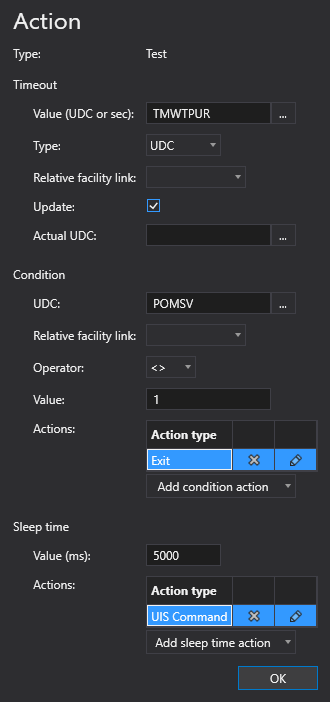 Action
Type: Test
Timeout
Value (UDC or sec): TMWTPUR ...
Type: UDC
Relative facility link:
Update:
Actual UDC: ...
Condition
UDC: POMSV ...
Relative facility link:
Operator: <>
Value: 1
Actions: Action type
Exit
Add condition action
Sleep time
Value (ms): 5000
Actions: Action type
UIS Command
Add sleep time action
OK